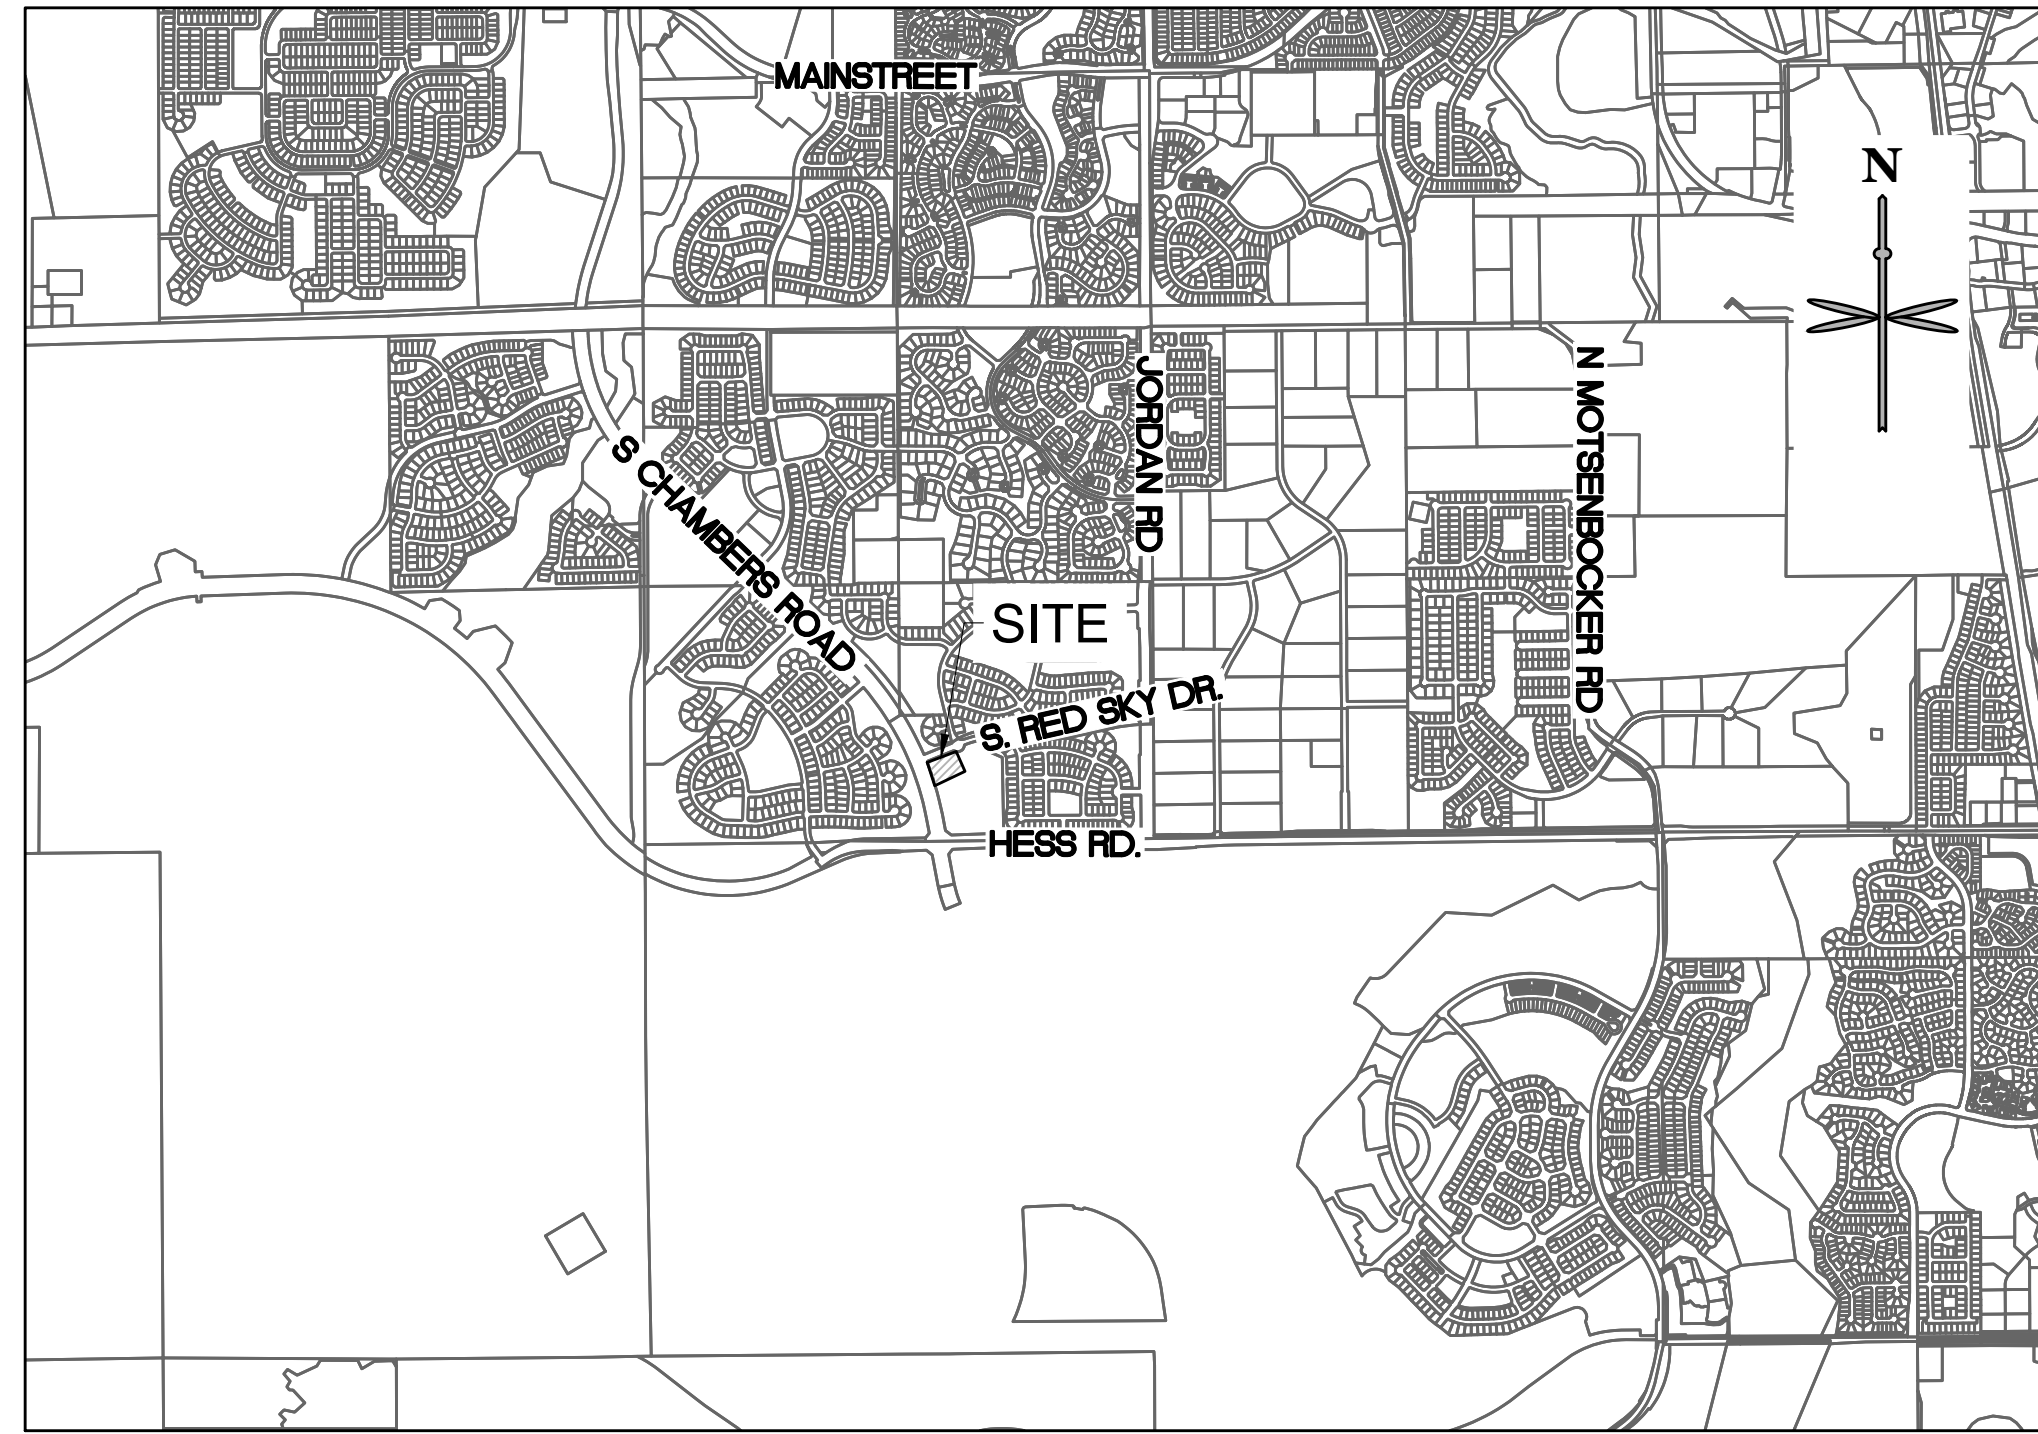 MAINSTREET
N
JORDAN RD
N MOTSENBOCKER RD
S CHAMBERS ROAD
SITE
S. RED SKY DR.
HESS RD.